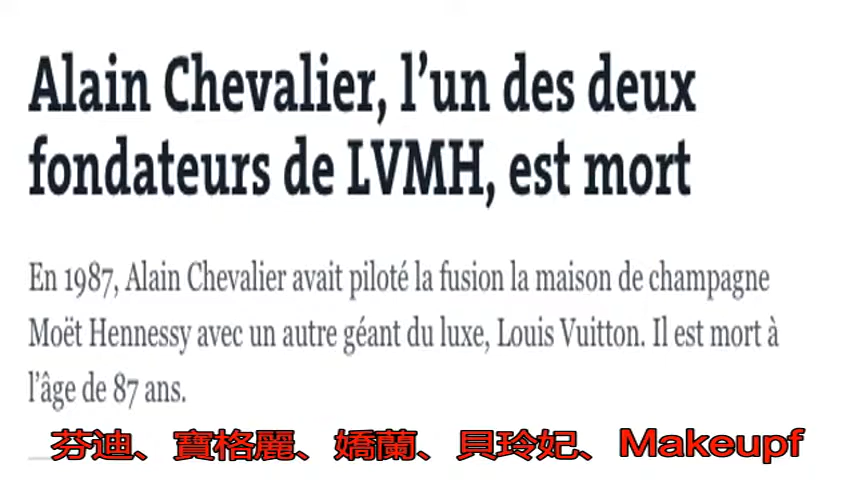 Alain Chevalier, l’un des deux
fondateurs de LVMH, est mort
En 1987, Alain Chevalier avait piloté la fusion la maison de champagne
Moët Hennessy avec un autre géant du luxe, Louis Vuitton. Il est mort à
l’âge de 87 ans.
芬迪、寶格麗、嬌蘭、貝玲妃、Makeupf